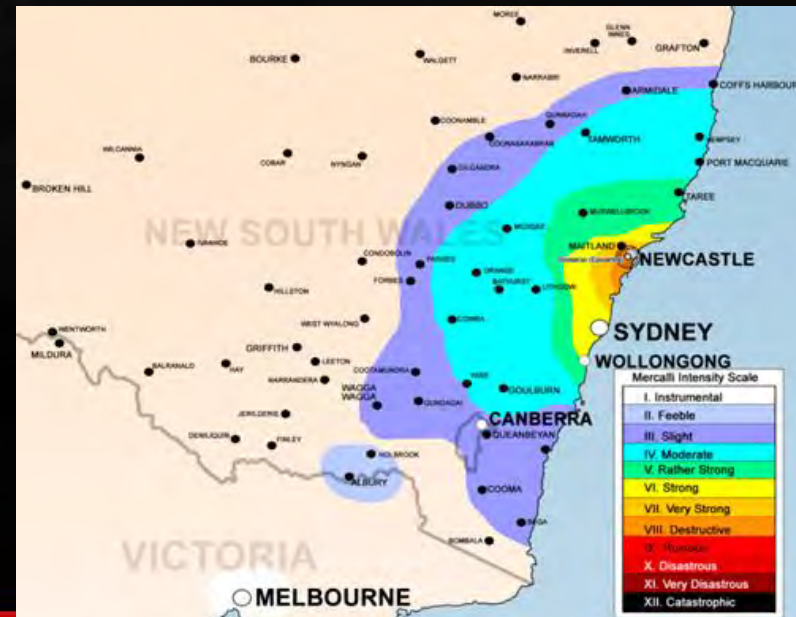 MOREE
GLENN
INNES
INVERELL
GRAFTON
BOURKE
WALGETT
NARRABRI
COFFS HARBOUR
ARMIDALE
GUNNADAH
COONAMBLE
TAMWORTH
COONABARABRAN
KEMPSEY
WILCANNIA
COBAR
NYNGAN
PORT MACQUARIE
GILGANDRA
BROKEN HILL
TAREE
DUBBO
MUSWELLBROOK
NEW SOUTH WALES
MUDGEE
IVANHOE
MAITLAND
NEWCASTLE
CONDOBOLIN
PARKES
ORANGE
FORBES
BATHURST
LITHGOW
HILLSTON
WEST WYALONG
COWRA
SYDNEY
WENTWORTH
MILDURA
GRIFFITH
WOLLONGONG
BALRANALD
HAY
LEETON
COOTAMUNDRA
NARRANDERA
YASS
GOULBURN
WAGGA
WAGGA
GUNDAGAI
JERILDERIE
CANBERRA
QUEANBEYAN
DENILIQUIN
FINLEY
HOLBROOK
ALBURY
COOMA
BEGA
BOMBALA
VICTORIA
MELBOURNE
Mercalli Intensity Scale
I. Instrumental
II. Feeble
III. Slight
IV. Moderate
V. Rather Strong
VI. Strong
VII. Very Strong
VIII. Destructive
X. Disastrous
XI. Very Disastrous
XII. Catastrophic